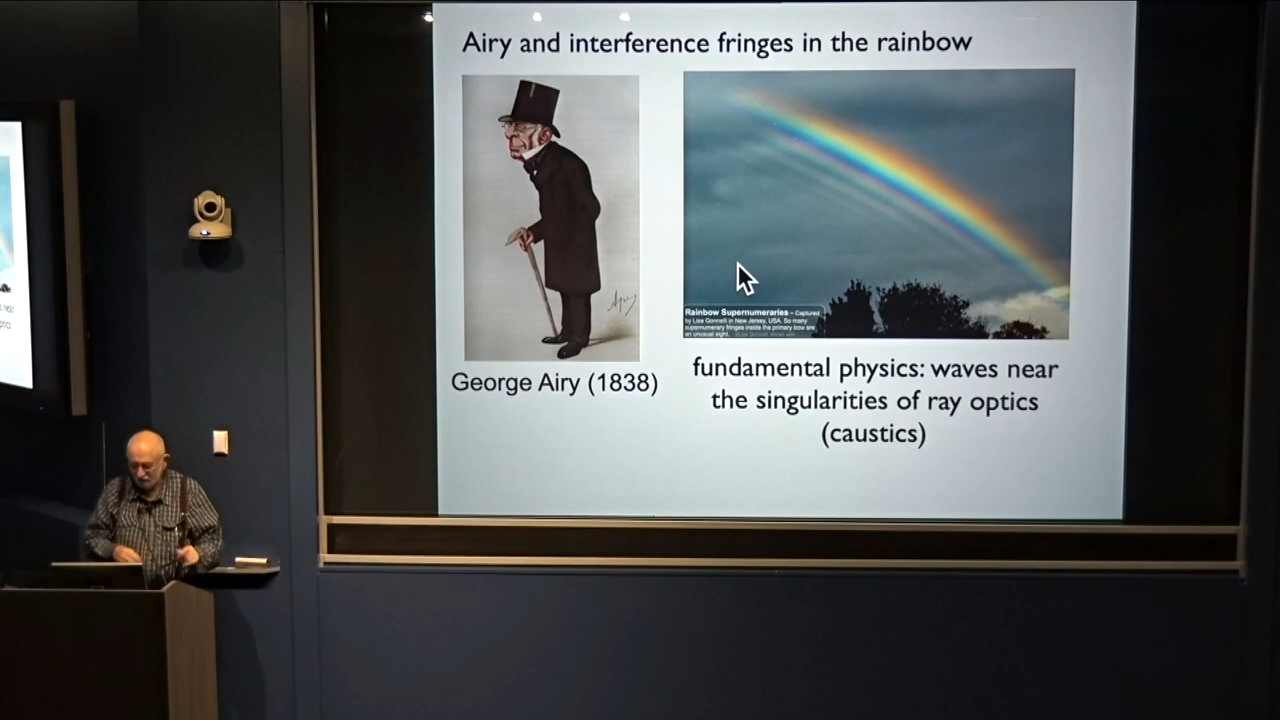 Airy and interference fringes in the rainbow
Rainbow Supernumeraries – Captured
by Lisa Gonnelli in New Jersey, USA. So many
supernumerary fringes inside the primary bow are
an unusual sight.
George Airy (1838)
fundamental physics: waves near
the singularities of ray optics
(caustics)